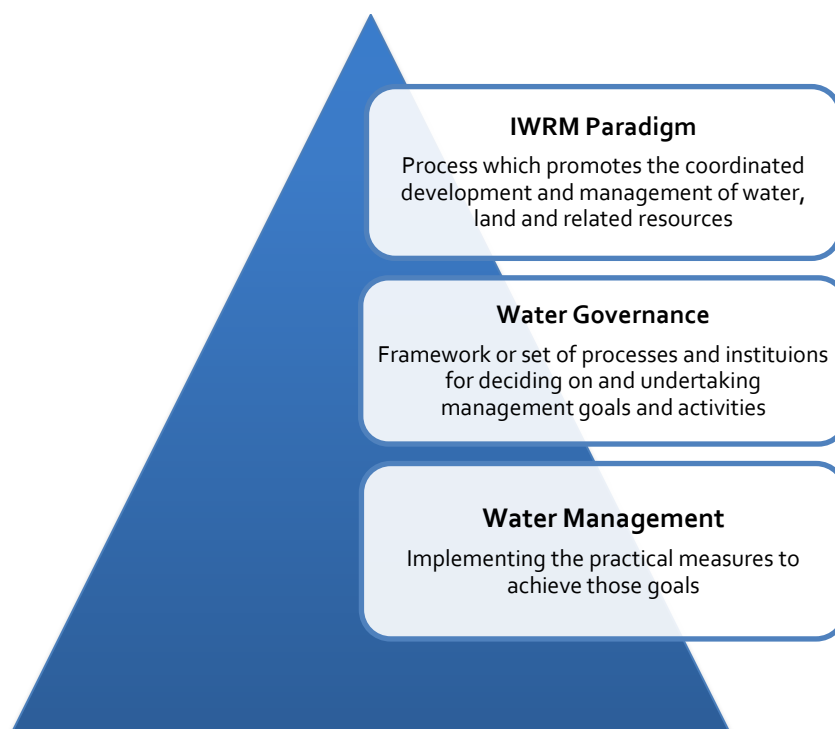 IWRM Paradigm
Process which promotes the coordinated
development and management of water,
land and related resources
Water Governance
Framework or set of processes and instituions
for deciding on and undertaking
management goals and activities
Water Management
Implementing the practical measures to
achieve those goals